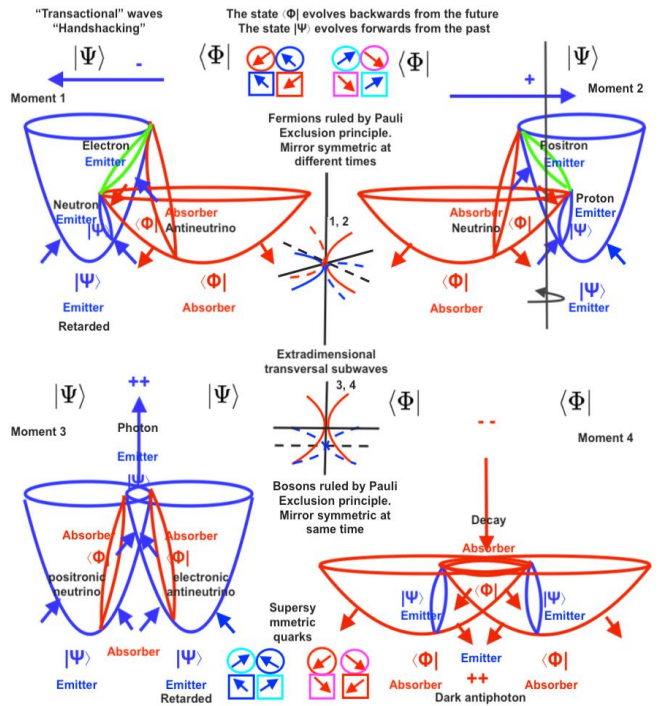 "Transactional" waves
"Handshacking"
The state ⟨Φ| evolves backwards from the future
The state |Ψ⟩ evolves forwards from the past
|Ψ⟩
-
⟨Φ|
⟨Φ|
+
|Ψ⟩
Moment 1
Moment 2
Fermions ruled by Pauli
Exclusion principle.
Mirror symmetric at
different times
Electron
Emitter
Neutron
Emitter
|Ψ⟩
⟨Φ|
Absorber
Antineutrino
1, 2
Positron
Emitter
Absorber
Neutrino
⟨Φ|
Proton
Emitter
|Ψ⟩
|Ψ⟩
Emitter
Retarded
⟨Φ|
Absorber
⟨Φ|
Absorber
|Ψ⟩
Emitter
Extradimensional
transversal subwaves
3, 4
|Ψ⟩
++
|Ψ⟩
⟨Φ|
- -
⟨Φ|
Moment 3
Moment 4
Photon
Emitter
|Ψ⟩
Bosons ruled by Pauli
Exclusion principle.
Mirror symmetric at
same time
Decay
Absorber
Absorber
Absorber
⟨Φ|
⟨Φ|
positronic
neutrino
electronic
antineutrino
|Ψ⟩
Emitter
⟨Φ|
|Ψ⟩
Emitter
Supersy
mmetric
quarks
|Ψ⟩
Emitter
Absorber
|Ψ⟩
Emitter
Retarded
⟨Φ|
Absorber
Emitter
++
Dark antiphoton
⟨Φ|
Absorber